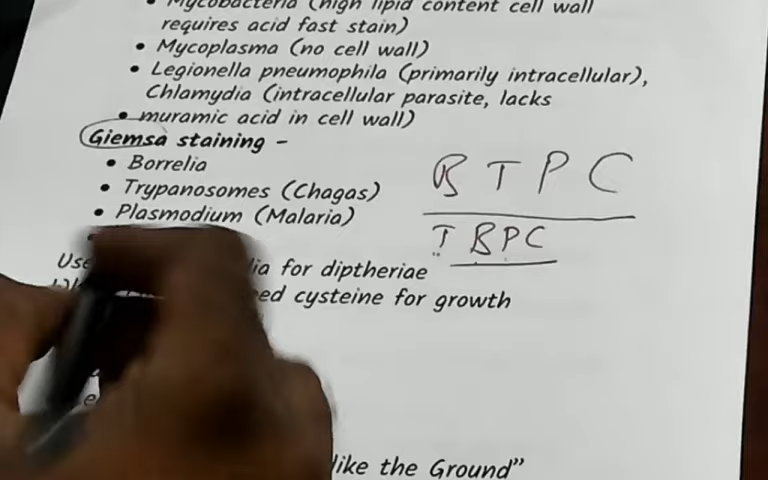 • Mycobacteria (high lipid content cell wall
requires acid fast stain)
• Mycoplasma (no cell wall)
• Legionella pneumophila (primarily intracellular),
Chlamydia (intracellular parasite, lacks
• muramic acid in cell wall)
Giemsa staining -
• Borrelia
• Trypanosomes (Chagas)
• Plasmodium (Malaria)
B T P C
T B P C
Use ia for diptheriae
ed cysteine for growth
like the Ground”